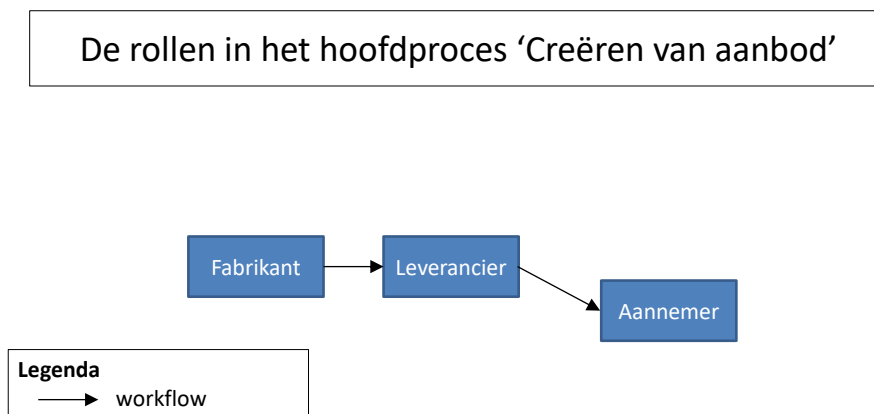 De rollen in het hoofdproces ‘Creëren van aanbod’
Fabrikant
Leverancier
Aannemer
Legenda
workflow